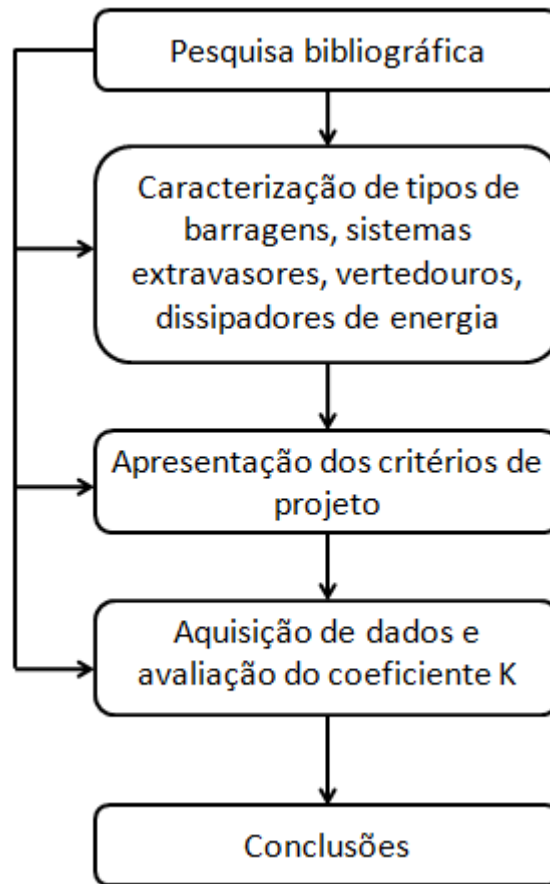 Pesquisa bibliográfica
Caracterização de tipos de
barragens, sistemas
extravasores, vertedouros,
dissipadores de energia
Apresentação dos critérios de
projeto
Aquisição de dados e
avaliação do coeficiente K
Conclusões